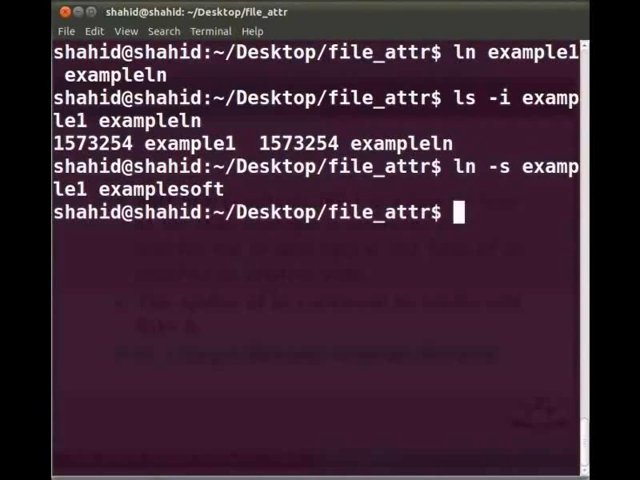 shahid@shahid: ~/Desktop/file_attr
File Edit View Search Terminal Help
shahid@shahid:~/Desktop/file_attr$ ln example1
 exampleln
shahid@shahid:~/Desktop/file_attr$ ls -i examp
le1 exampleln
1573254 example1  1573254 exampleln
shahid@shahid:~/Desktop/file_attr$ ln -s examp
le1 examplesoft
shahid@shahid:~/Desktop/file_attr$